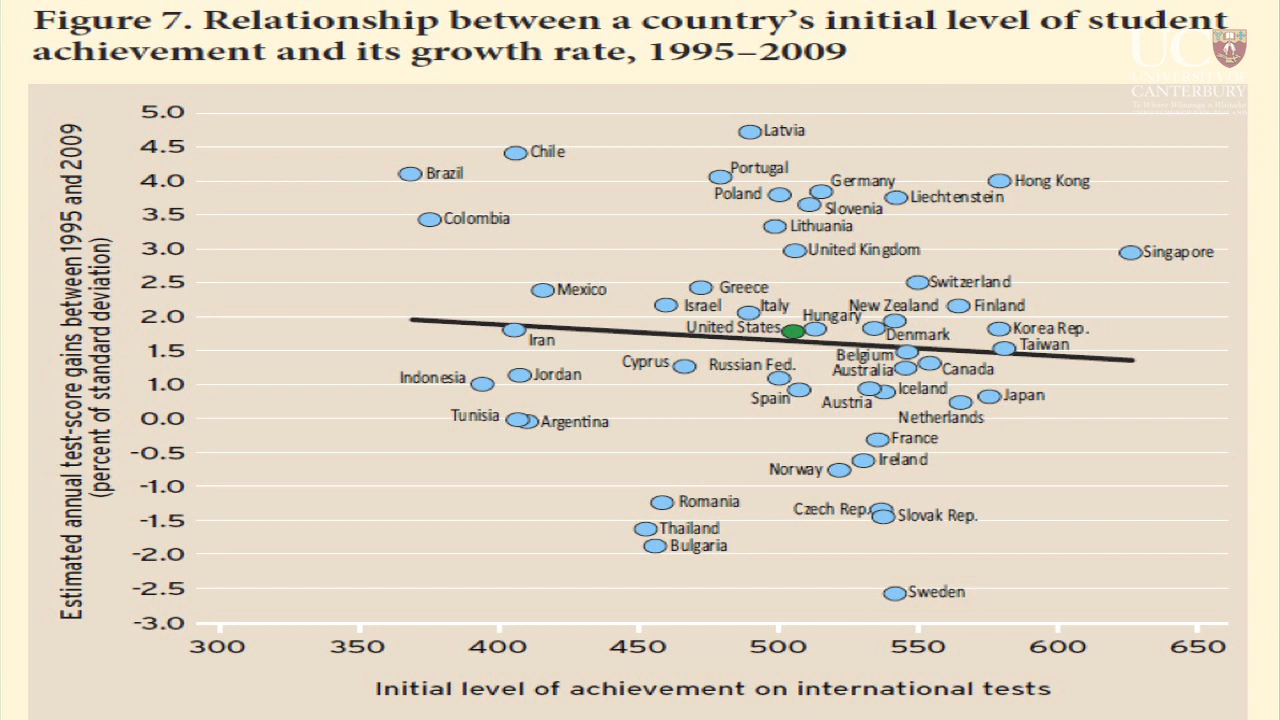 Figure 7. Relationship between a country's initial level of student
achievement and its growth rate, 1995–2009
UC
UNIVERSITY OF
CANTERBURY
Te Whare Wānanga o Waitaha
Estimated annual test-score gains between 1995 and 2009
(percent of standard deviation)
5.0
4.5
4.0
3.5
3.0
2.5
2.0
1.5
1.0
0.0
-0.5
-1.0
-1.5
-2.0
-2.5
-3.0
Latvia
Chile
Portugal
Brazil
Germany
Hong Kong
Poland
Liechtenstein
Slovenia
Colombia
Lithuania
United Kingdom
Singapore
Switzerland
Greece
Mexico
Israel
Italy
New Zealand
Finland
Hungary
United States
Korea Rep.
Denmark
Iran
Taiwan
Belgium
Cyprus
Russian Fed.
Australia
Canada
Jordan
Indonesia
Iceland
Japan
Spain
Austria
Tunisia
Netherlands
Argentina
France
Ireland
Norway
Romania
Czech Rep.
Slovak Rep.
Thailand
Bulgaria
Sweden
300 350 400 450 500 550 600 650
Initial level of achievement on international tests